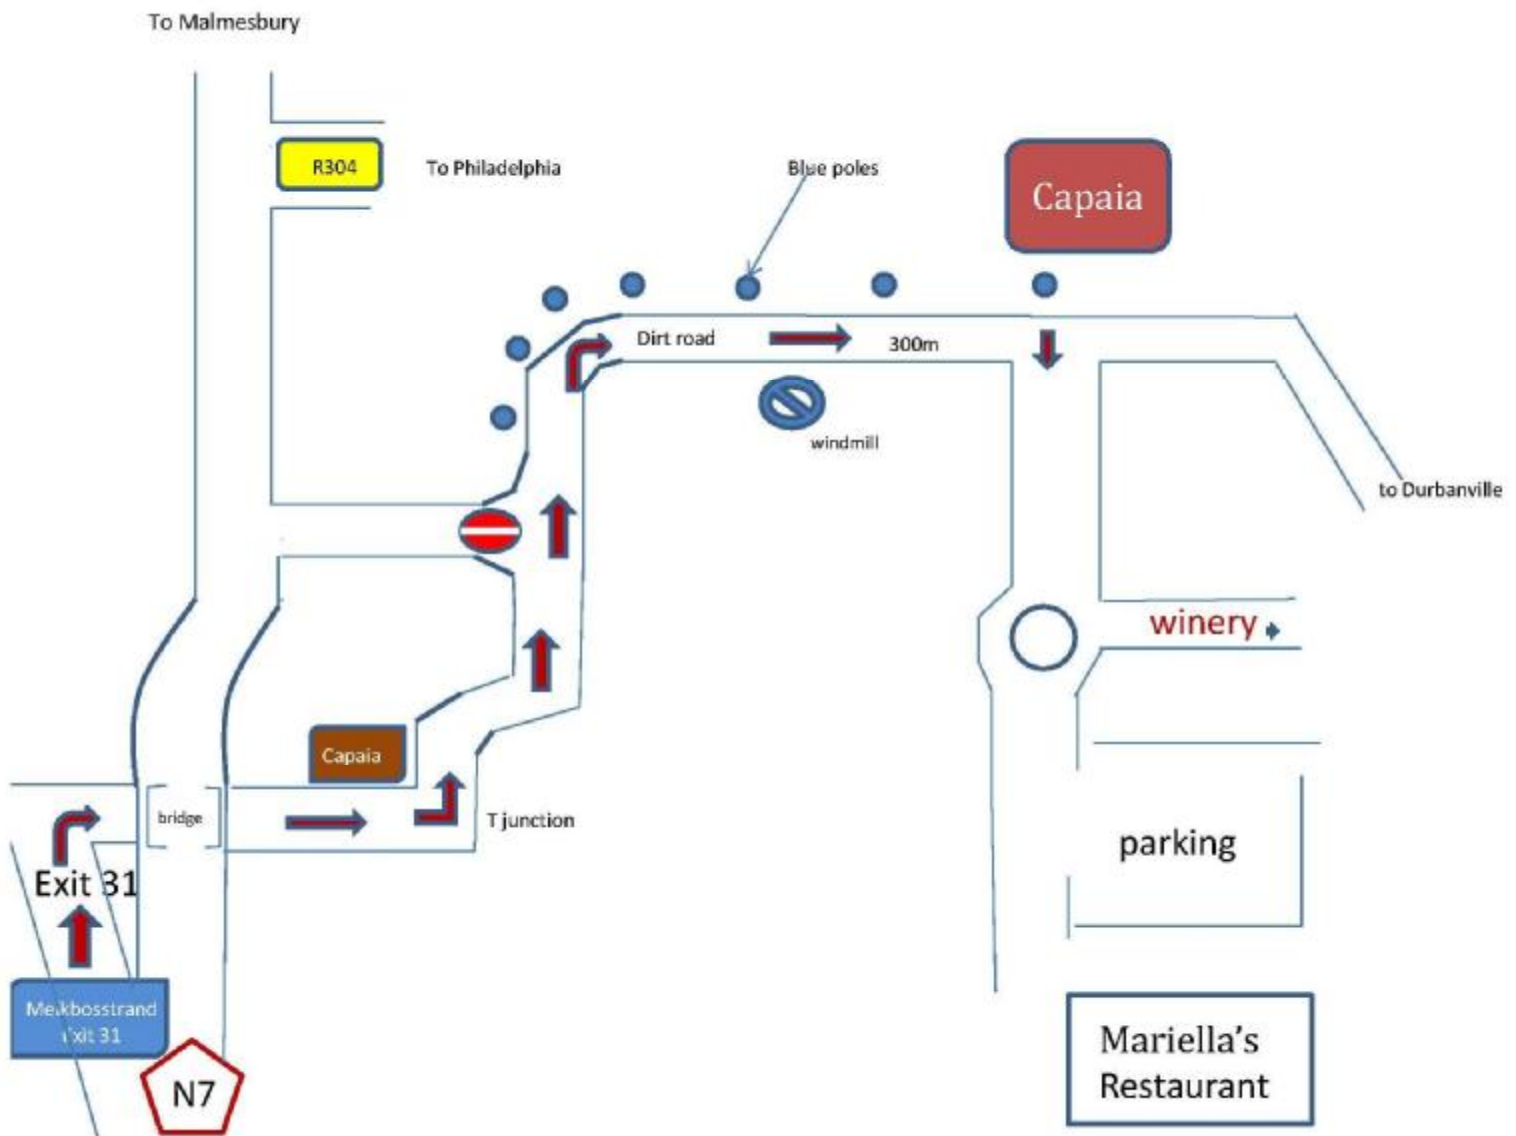 To Malmesbury
R304
To Philadelphia
Blue poles
Capaia
Dirt road
300m
windmill
to Durbanville
winery
Capaia
bridge
T junction
parking
Exit 31
Melkbosstrand
Exit 31
N7
Mariella's
Restaurant